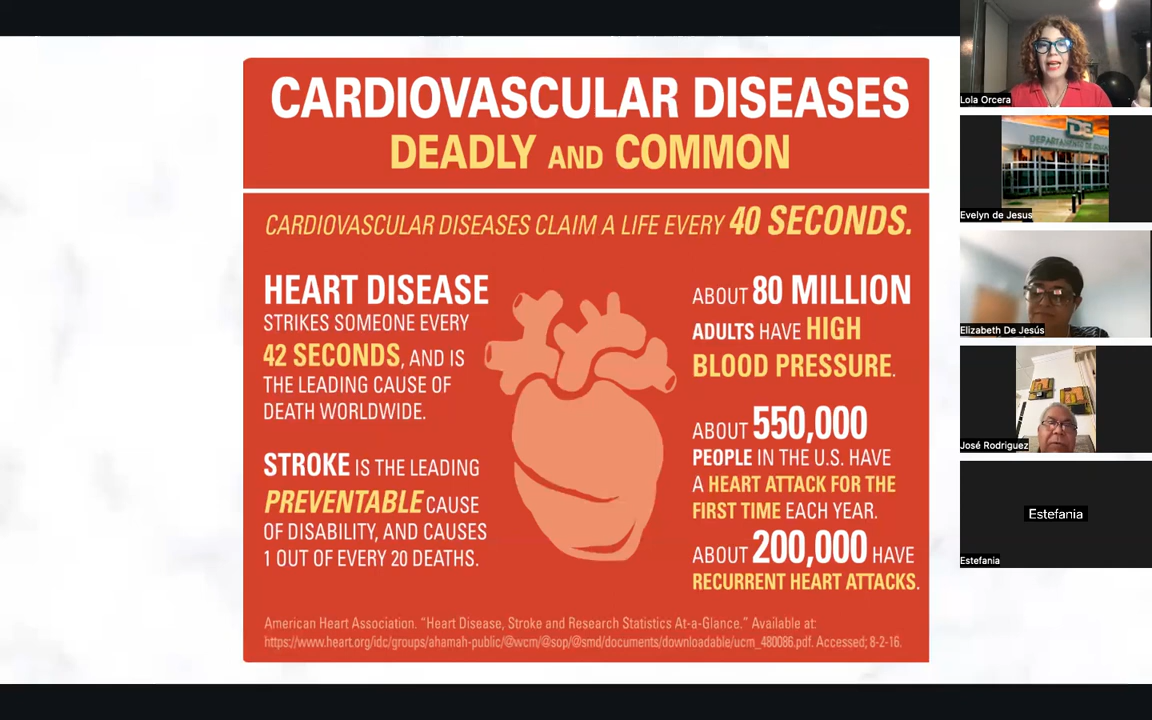 CARDIOVASCULAR DISEASES
DEADLY AND COMMON
CARDIOVASCULAR DISEASES CLAIM A LIFE EVERY 40 SECONDS.
HEART DISEASE
STRIKES SOMEONE EVERY
42 SECONDS, AND IS
THE LEADING CAUSE OF
DEATH WORLDWIDE.
STROKE IS THE LEADING
PREVENTABLE CAUSE
OF DISABILITY, AND CAUSES
1 OUT OF EVERY 20 DEATHS.
ABOUT 80 MILLION
ADULTS HAVE HIGH
BLOOD PRESSURE.
ABOUT 550,000
PEOPLE IN THE U.S. HAVE
A HEART ATTACK FOR THE
FIRST TIME EACH YEAR.
ABOUT 200,000 HAVE
RECURRENT HEART ATTACKS.
American Heart Association. “Heart Disease, Stroke and Research Statistics At-a-Glance.” Available at:
https://www.heart.org/idc/groups/ahamah-public/@wcm/@sop/@smd/documents/downloadable/ucm_480086.pdf. Accessed; 8-2-16.
Lola Orcera
DE
DEPARTAMENTO DE
Evelyn de Jesus
Elizabeth De Jesús
José Rodriguez
Estefania
Estefania